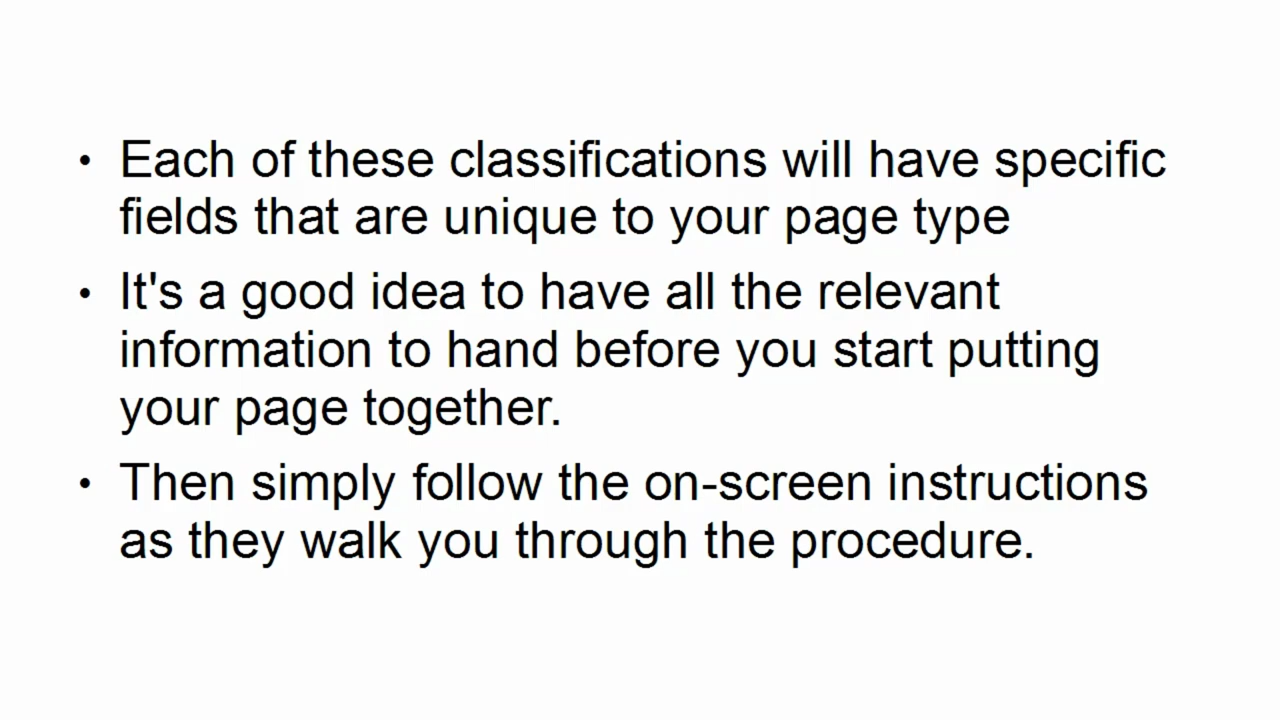 • Each of these classifications will have specific
fields that are unique to your page type
• It's a good idea to have all the relevant
information to hand before you start putting
your page together.
• Then simply follow the on-screen instructions
as they walk you through the procedure.